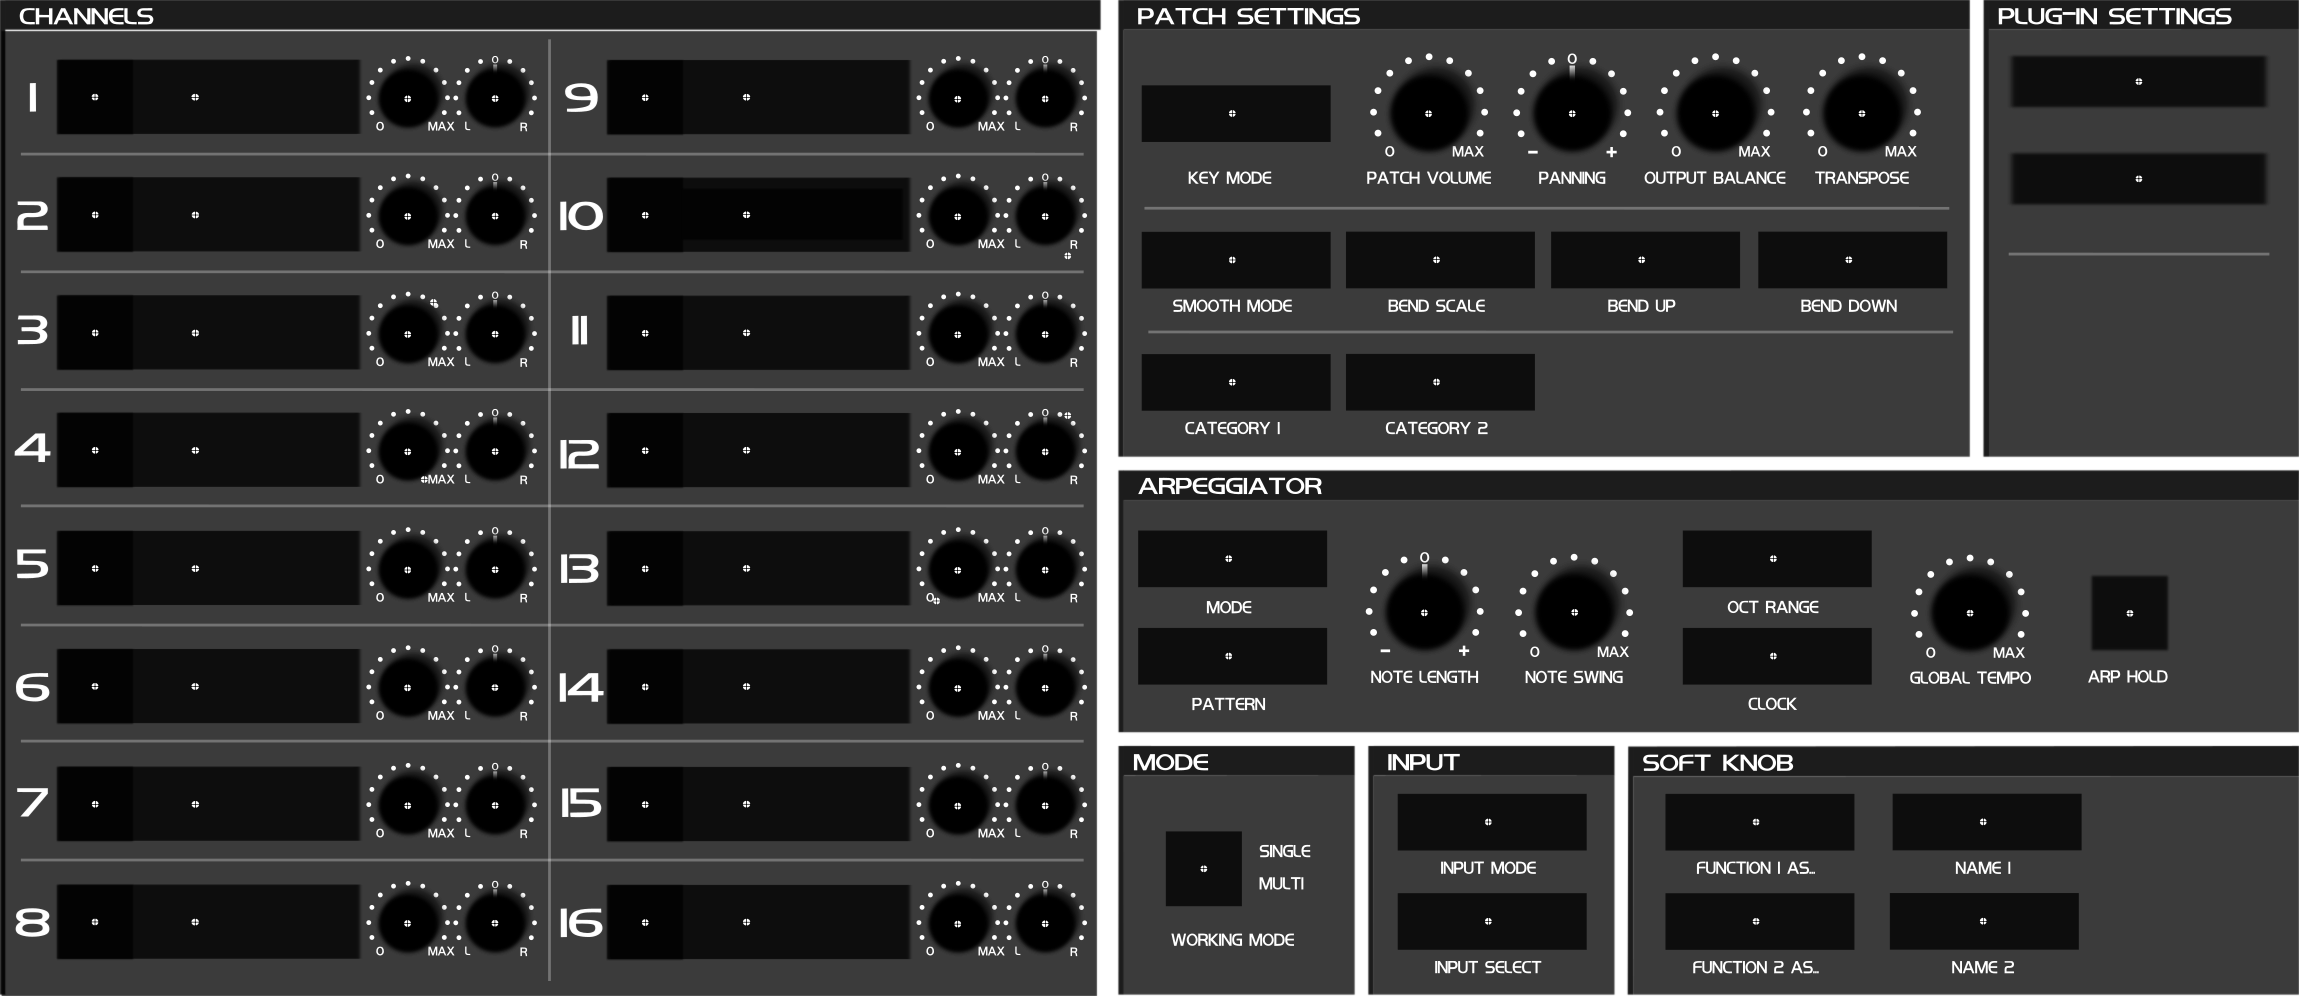 CHANNELS
1
O MAX L O R
2
O MAX L O R
3
O MAX L O R
4
O MAX L O R
5
O MAX L O R
6
O MAX L O R
7
O MAX L O R
8
O MAX L O R
9
O MAX L O R
10
O MAX L O R
11
O MAX L O R
12
O MAX L O R
13
O MAX L O R
14
O MAX L O R
15
O MAX L O R
16
O MAX L O R
PATCH SETTINGS
KEY MODE
O MAX
PATCH VOLUME
O
- +
PANNING
O MAX
OUTPUT BALANCE
O MAX
TRANSPOSE
SMOOTH MODE
BEND SCALE
BEND UP
BEND DOWN
CATEGORY 1
CATEGORY 2
PLUG-IN SETTINGS
ARPEGGIATOR
MODE
PATTERN
O
- +
NOTE LENGTH
O MAX
NOTE SWING
OCT RANGE
CLOCK
O MAX
GLOBAL TEMPO
ARP HOLD
MODE
SINGLE
MULTI
WORKING MODE
INPUT
INPUT MODE
INPUT SELECT
SOFT KNOB
FUNCTION 1 AS...
NAME 1
FUNCTION 2 AS...
NAME 2